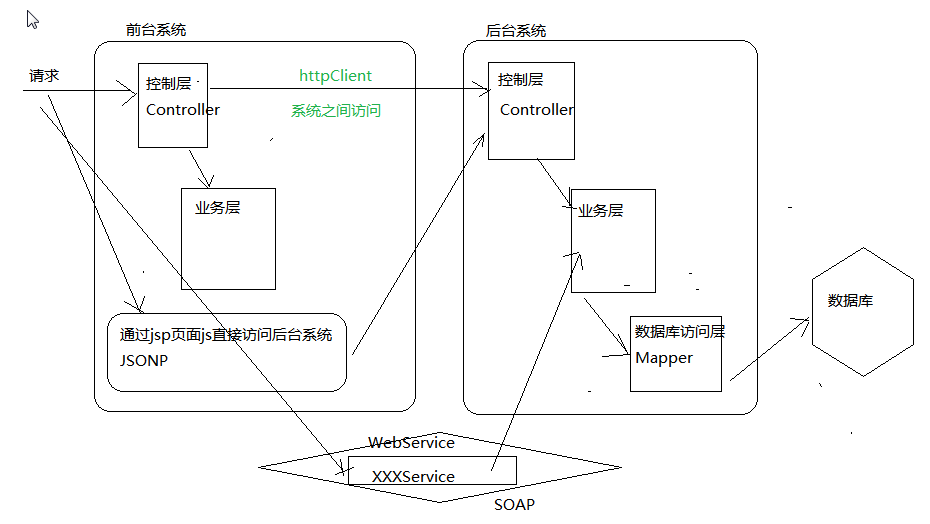 前台系统
后台系统
请求
控制层
Controller
httpClient
系统之间访问
控制层
Controller
业务层
业务层
通过jsp页面js直接访问后台系统
JSONP
数据库访问层
Mapper
数据库
WebService
XXXService
SOAP